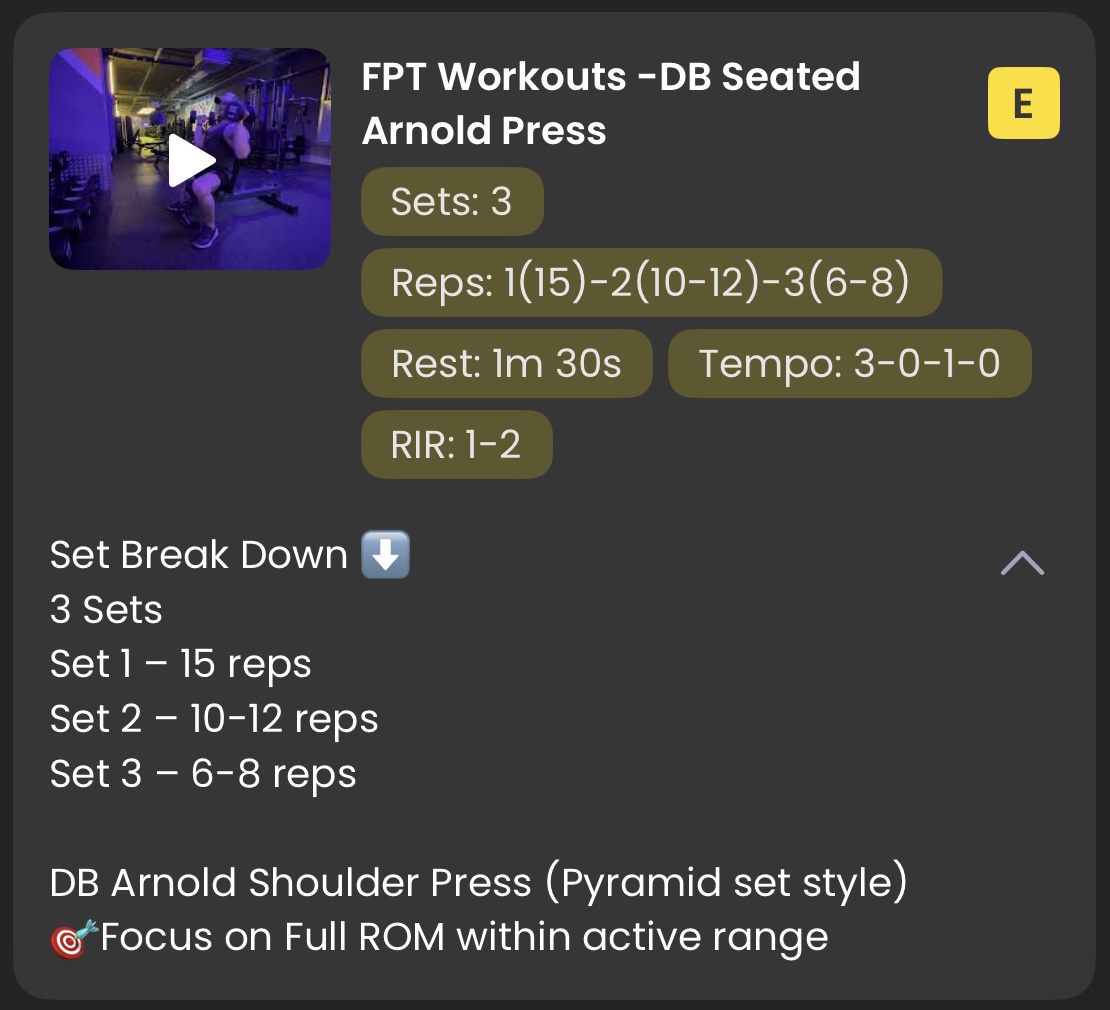 FPT Workouts -DB Seated
Arnold Press
E
Sets: 3
Reps: 1(15)-2(10-12)-3(6-8)
Rest: 1m 30s
Tempo: 3-0-1-0
RIR: 1-2
Set Break Down ⬇️
3 Sets
Set 1 – 15 reps
Set 2 – 10-12 reps
Set 3 – 6-8 reps
DB Arnold Shoulder Press (Pyramid set style)
🎯Focus on Full ROM within active range